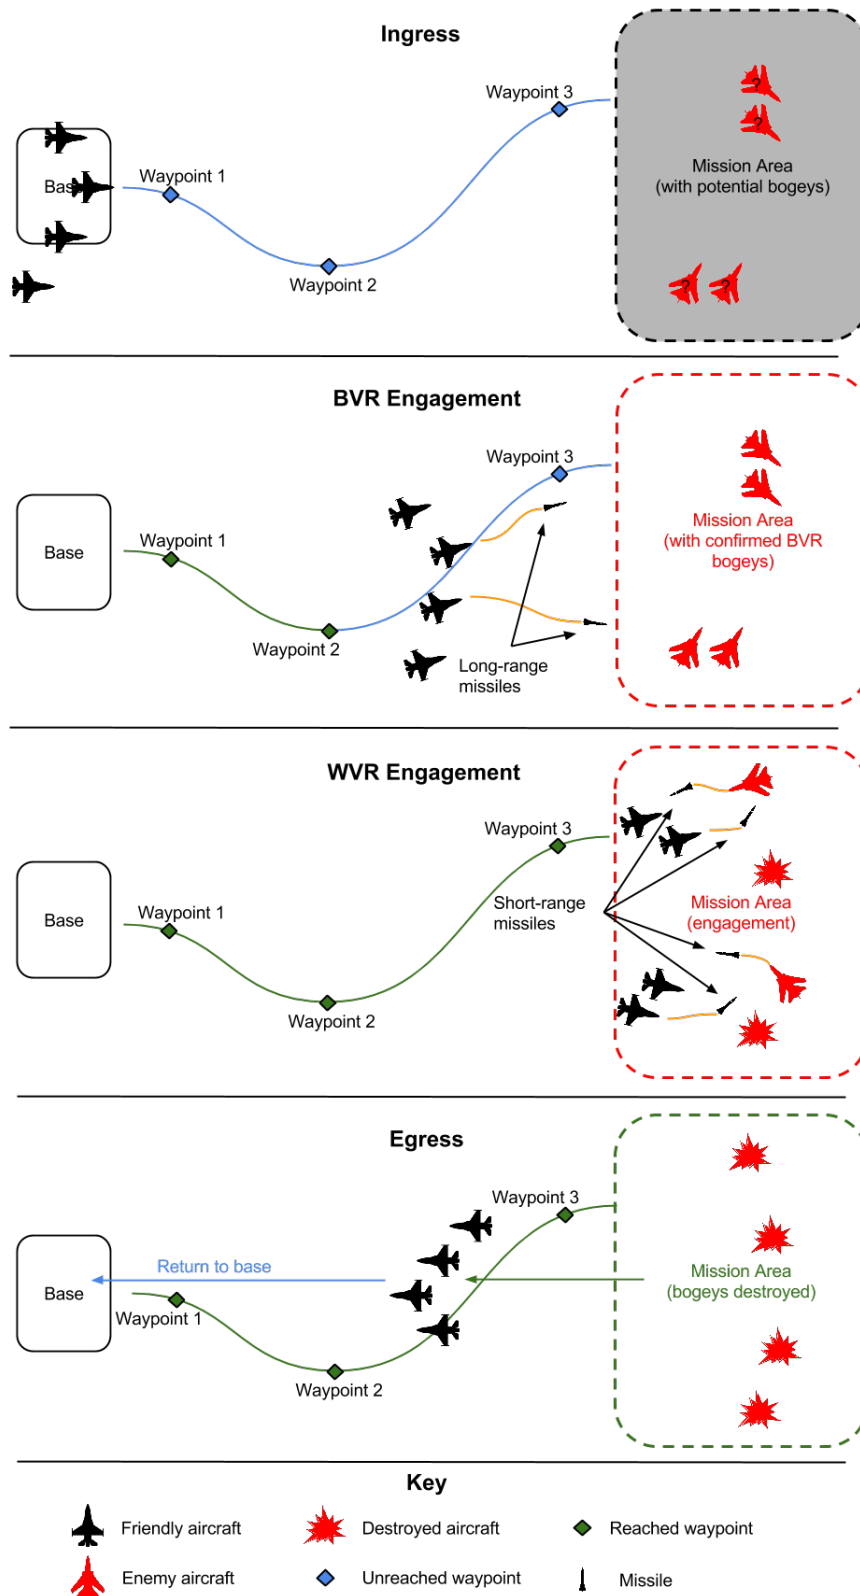 Ingress
Waypoint 3
Waypoint 1
Base
Waypoint 2
? ?
? ?
Mission Area
(with potential bogeys)
BVR Engagement
Waypoint 3
Waypoint 1
Base
Waypoint 2
Long-range
missiles
Mission Area
(with confirmed BVR
bogeys)
WVR Engagement
Waypoint 3
Waypoint 1
Base
Waypoint 2
Short-range
missiles
Mission Area
(engagement)
Egress
Waypoint 3
Return to base
Base
Waypoint 1
Waypoint 2
Mission Area
(bogeys destroyed)
Key
Friendly aircraft
Destroyed aircraft
Reached waypoint
Enemy aircraft
Unreached waypoint
Missile